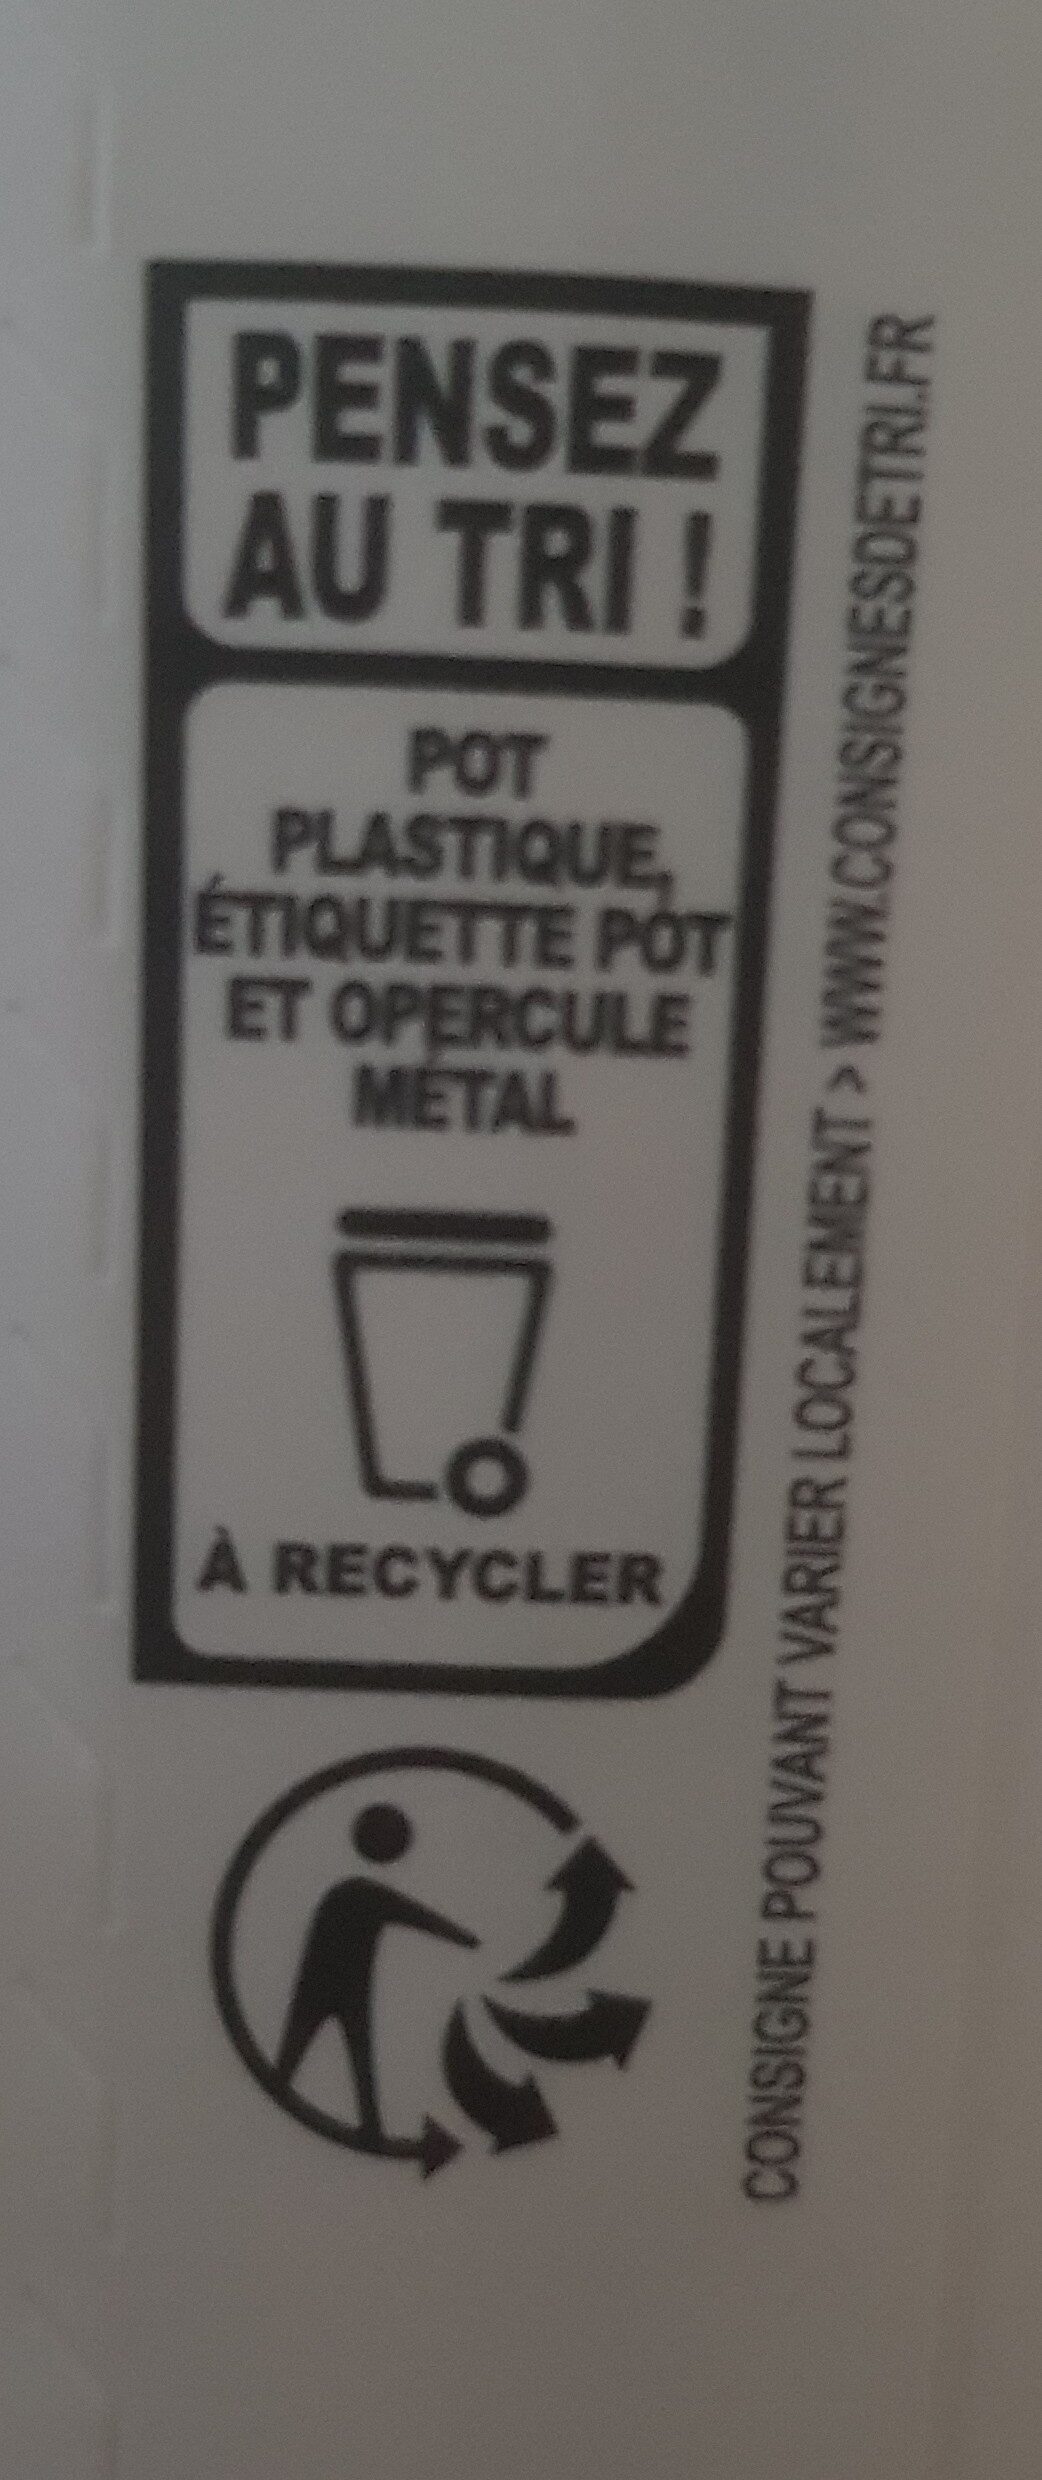 PENSEZ
AU TRI !
POT
PLASTIQUE,
ÉTIQUETTE POT
ET OPERCULE
MÉTAL
À RECYCLER
CONSIGNE POUVANT VARIER LOCALEMENT > WWW.CONSIGNESDETRI.FR